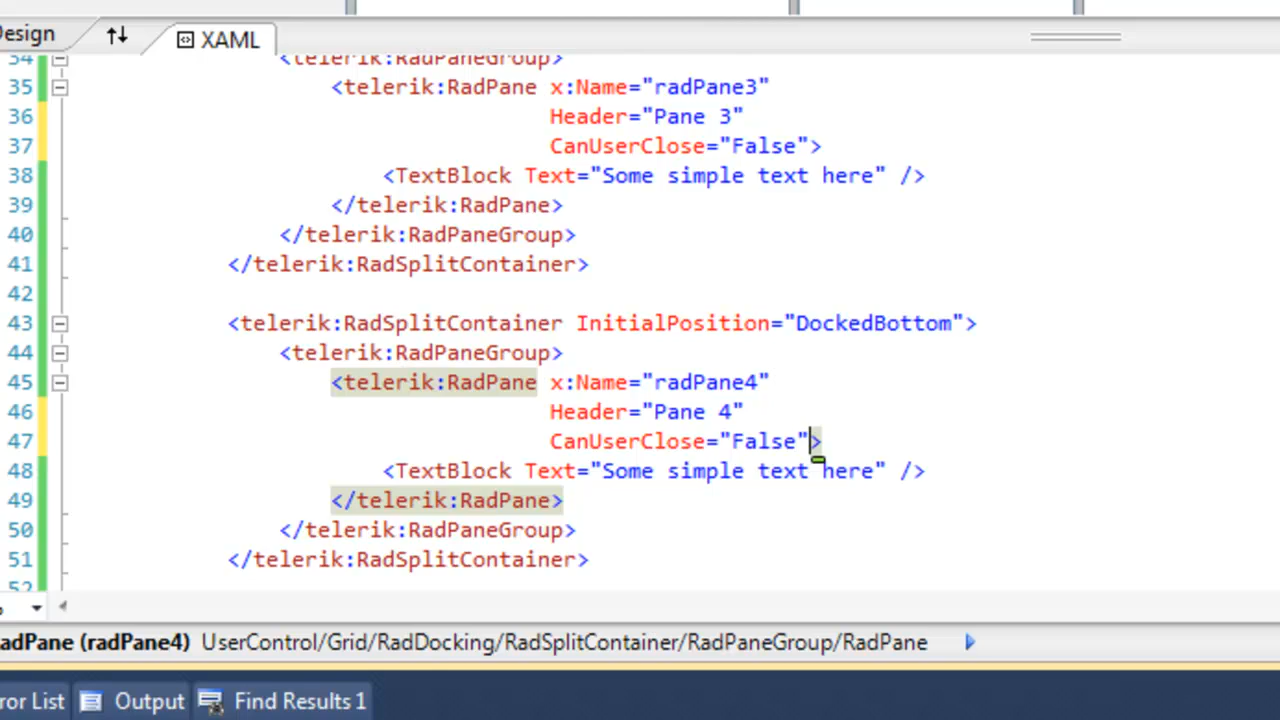 Design
XAML
34 <telerik:RadPaneGroup>
35 <telerik:RadPane x:Name="radPane3"
36 Header="Pane 3"
37 CanUserClose="False">
38 <TextBlock Text="Some simple text here" />
39 </telerik:RadPane>
40 </telerik:RadPaneGroup>
41 </telerik:RadSplitContainer>
42
43 <telerik:RadSplitContainer InitialPosition="DockedBottom">
44 <telerik:RadPaneGroup>
45 <telerik:RadPane x:Name="radPane4"
46 Header="Pane 4"
47 CanUserClose="False">
48 <TextBlock Text="Some simple text here" />
49 </telerik:RadPane>
50 </telerik:RadPaneGroup>
51 </telerik:RadSplitContainer>
52
adPane (radPane4) UserControl/Grid/RadDocking/RadSplitContainer/RadPaneGroup/RadPane
ror List Output Find Results 1